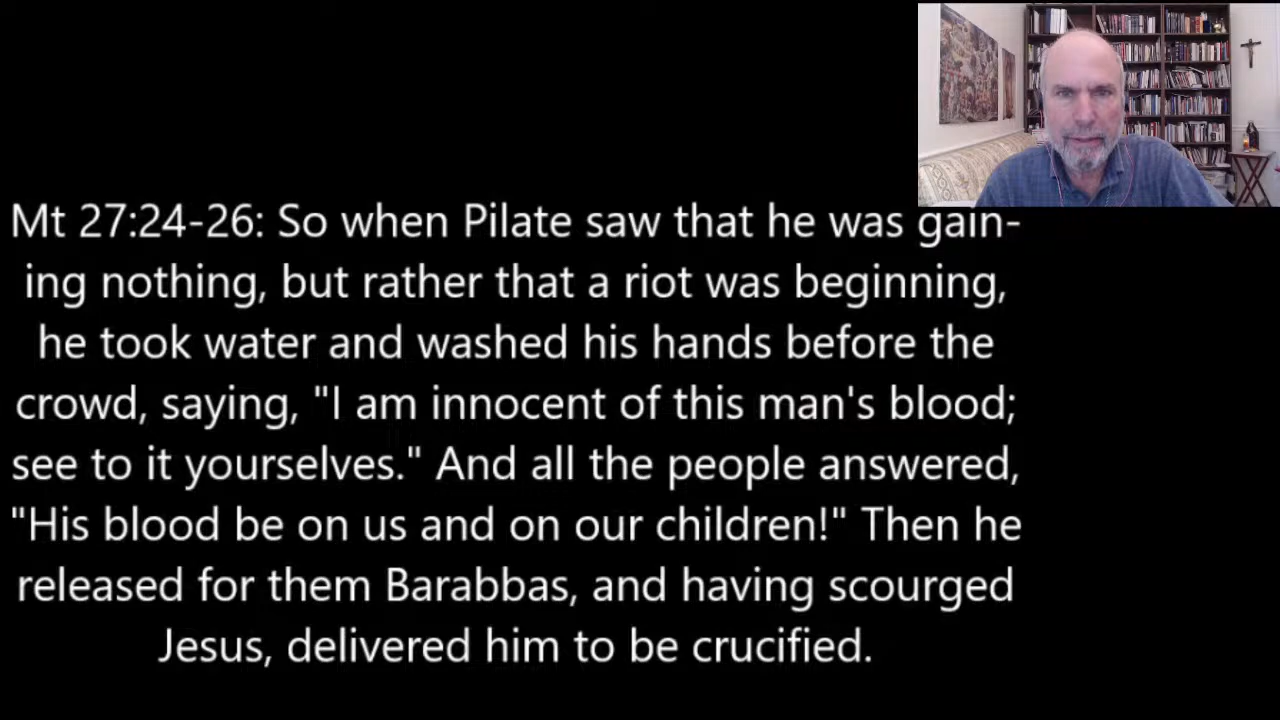 Mt 27:24-26: So when Pilate saw that he was gain-
ing nothing, but rather that a riot was beginning,
he took water and washed his hands before the
crowd, saying, "I am innocent of this man's blood;
see to it yourselves." And all the people answered,
"His blood be on us and on our children!" Then he
released for them Barabbas, and having scourged
Jesus, delivered him to be crucified.